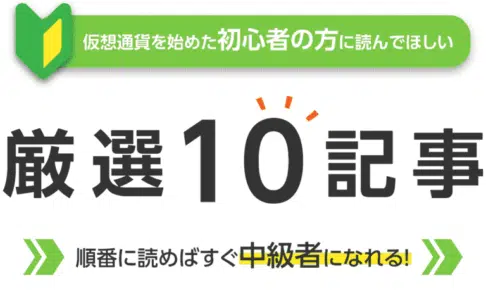 仮想通貨を始めた初心者の方に読んでほしい
厳選10記事
順番に読めばすぐ中級者になれる!